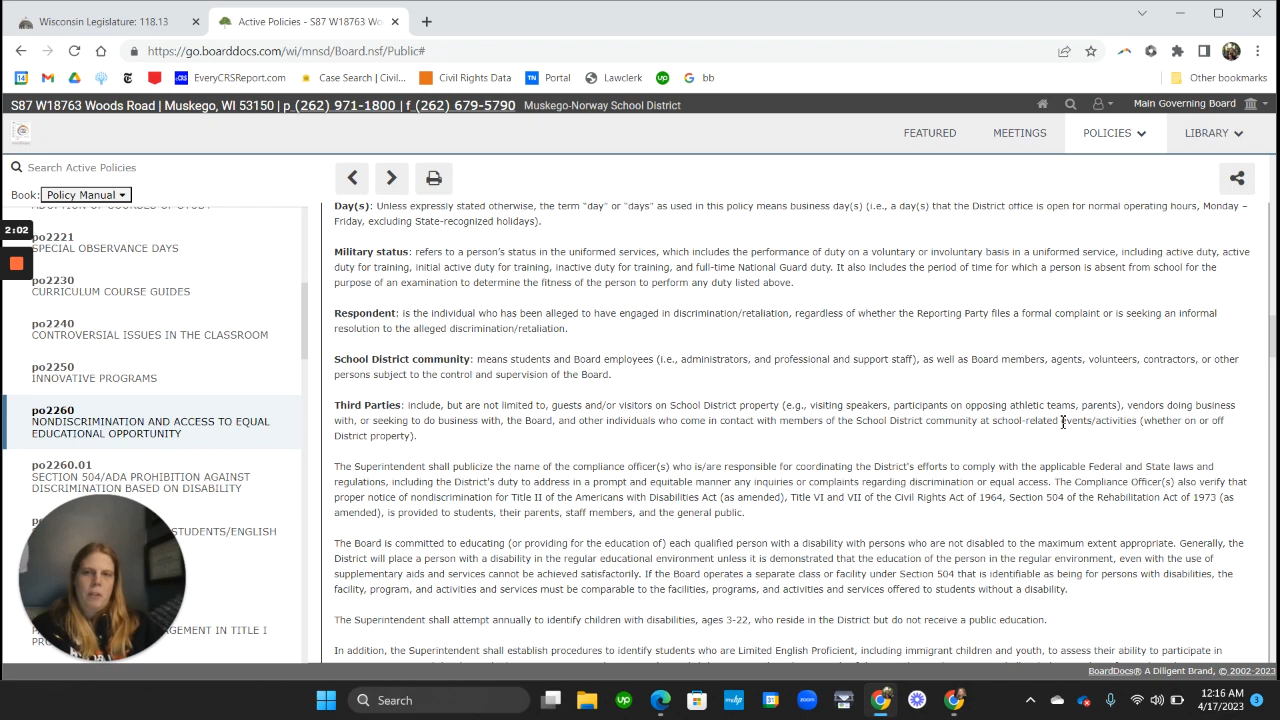 Wisconsin Legislature: 118.13
Active Policies - S87 W18763 Wo
https://go.boarddocs.com/wi/mnsd/Board.nsf/Public#
EveryCRSReport.com
Case Search | Civil...
Civil Rights Data
TN Portal
Lawclerk
up
G bb
Other bookmarks
S87 W18763 Woods Road | Muskego, WI 53150 | p (262) 971-1800 | f (262) 679-5790 Muskego-Norway School District
Main Governing Board
FEATURED
MEETINGS
POLICIES
LIBRARY
Search Active Policies
Book: Policy Manual
2:02
po2221
SPECIAL OBSERVANCE DAYS
po2230
CURRICULUM COURSE GUIDES
po2240
CONTROVERSIAL ISSUES IN THE CLASSROOM
po2250
INNOVATIVE PROGRAMS
po2260
NONDISCRIMINATION AND ACCESS TO EQUAL
EDUCATIONAL OPPORTUNITY
po2260.01
SECTION 504/ADA PROHIBITION AGAINST
DISCRIMINATION BASED ON DISABILITY
STUDENTS/ENGLISH
IN TITLE I
Day(s): Unless expressly stated otherwise, the term "day" or "days" as used in this policy means business day(s) (i.e., a day(s) that the District office is open for normal operating hours, Monday –
Friday, excluding State-recognized holidays).
Military status: refers to a person's status in the uniformed services, which includes the performance of duty on a voluntary or involuntary basis in a uniformed service, including active duty, active
duty for training, initial active duty for training, inactive duty for training, and full-time National Guard duty. It also includes the period of time for which a person is absent from school for the
purpose of an examination to determine the fitness of the person to perform any duty listed above.
Respondent: is the individual who has been alleged to have engaged in discrimination/retaliation, regardless of whether the Reporting Party files a formal complaint or is seeking an informal
resolution to the alleged discrimination/retaliation.
School District community: means students and Board employees (i.e., administrators, and professional and support staff), as well as Board members, agents, volunteers, contractors, or other
persons subject to the control and supervision of the Board.
Third Parties: include, but are not limited to, guests and/or visitors on School District property (e.g., visiting speakers, participants on opposing athletic teams, parents), vendors doing business
with, or seeking to do business with, the Board, and other individuals who come in contact with members of the School District community at school-related events/activities (whether on or off
District property).
The Superintendent shall publicize the name of the compliance officer(s) who is/are responsible for coordinating the District's efforts to comply with the applicable Federal and State laws and
regulations, including the District's duty to address in a prompt and equitable manner any inquiries or complaints regarding discrimination or equal access. The Compliance Officer(s) also verify that
proper notice of nondiscrimination for Title II of the Americans with Disabilities Act (as amended), Title VI and VII of the Civil Rights Act of 1964, Section 504 of the Rehabilitation Act of 1973 (as
amended), is provided to students, their parents, staff members, and the general public.
The Board is committed to educating (or providing for the education of) each qualified person with a disability with persons who are not disabled to the maximum extent appropriate. Generally, the
District will place a person with a disability in the regular educational environment unless it is demonstrated that the education of the person in the regular environment, even with the use of
supplementary aids and services cannot be achieved satisfactorily. If the Board operates a separate class or facility under Section 504 that is identifiable as being for persons with disabilities, the
facility, program, and activities and services must be comparable to the facilities, programs, and activities and services offered to students without a disability.
The Superintendent shall attempt annually to identify children with disabilities, ages 3-22, who reside in the District but do not receive a public education.
In addition, the Superintendent shall establish procedures to identify students who are Limited English Proficient, including immigrant children and youth, to assess their ability to participate in
BoardDocs® A Diligent Brand, © 2002-2023
Search
12:16 AM
4/17/2023
3